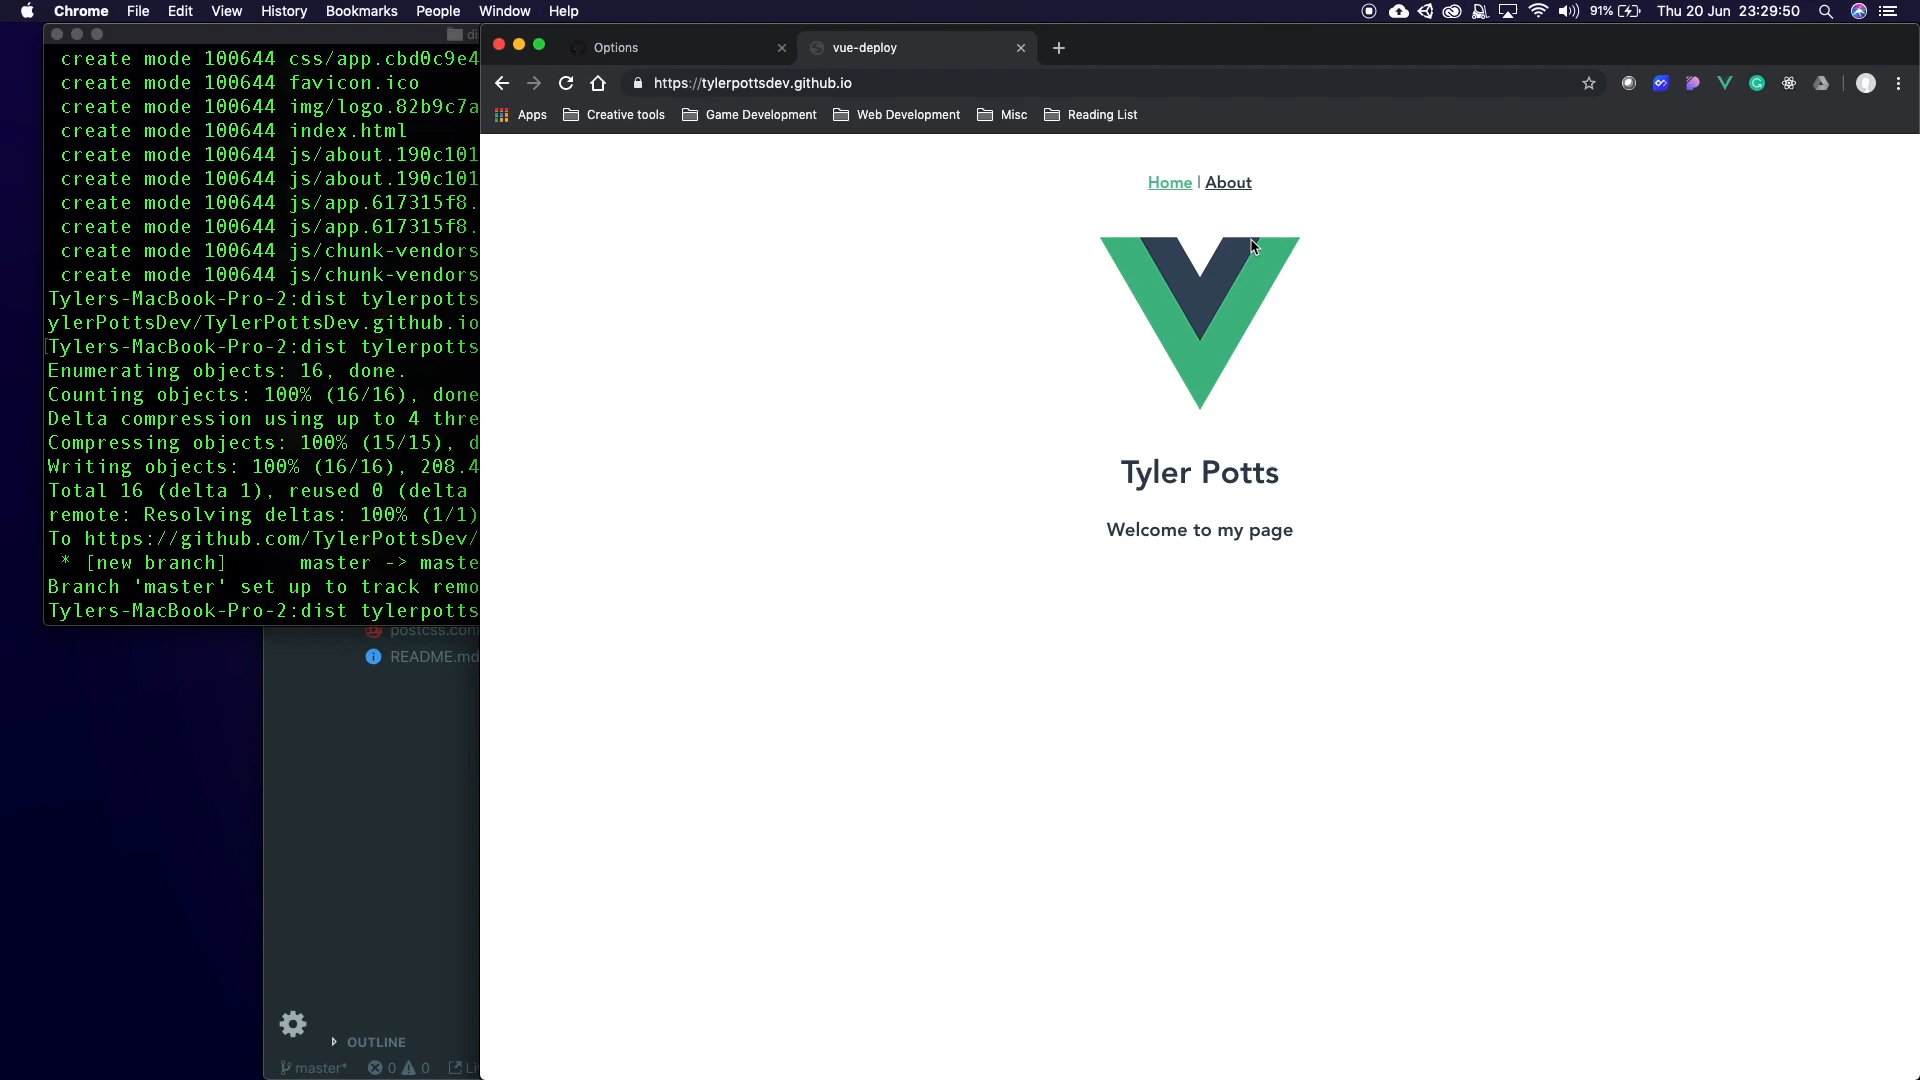 Chrome File Edit View History Bookmarks People Window Help
91% Thu 20 Jun 23:29:50
create mode 100644 css/app.cbd0c9e4
create mode 100644 favicon.ico
create mode 100644 img/logo.82b9c7a
create mode 100644 index.html
create mode 100644 js/about.190c101
create mode 100644 js/about.190c101
create mode 100644 js/app.617315f8.
create mode 100644 js/app.617315f8.
create mode 100644 js/chunk-vendors
create mode 100644 js/chunk-vendors
Tylers-MacBook-Pro-2:dist tylerpotts
ylerPottsDev/TylerPottsDev.github.io
[Tylers-MacBook-Pro-2:dist tylerpotts
Enumerating objects: 16, done.
Counting objects: 100% (16/16), done
Delta compression using up to 4 thre
Compressing objects: 100% (15/15), d
Writing objects: 100% (16/16), 208.4
Total 16 (delta 1), reused 0 (delta
remote: Resolving deltas: 100% (1/1)
To https://github.com/TylerPottsDev/
* [new branch] master -> maste
Branch 'master' set up to track remo
Tylers-MacBook-Pro-2:dist tylerpotts
postcss.con
README.md
OUTLINE
master* 0 0 Li
Options
vue-deploy
https://tylerpottsdev.github.io
Apps Creative tools Game Development Web Development Misc Reading List
Home | About
Tyler Potts
Welcome to my page